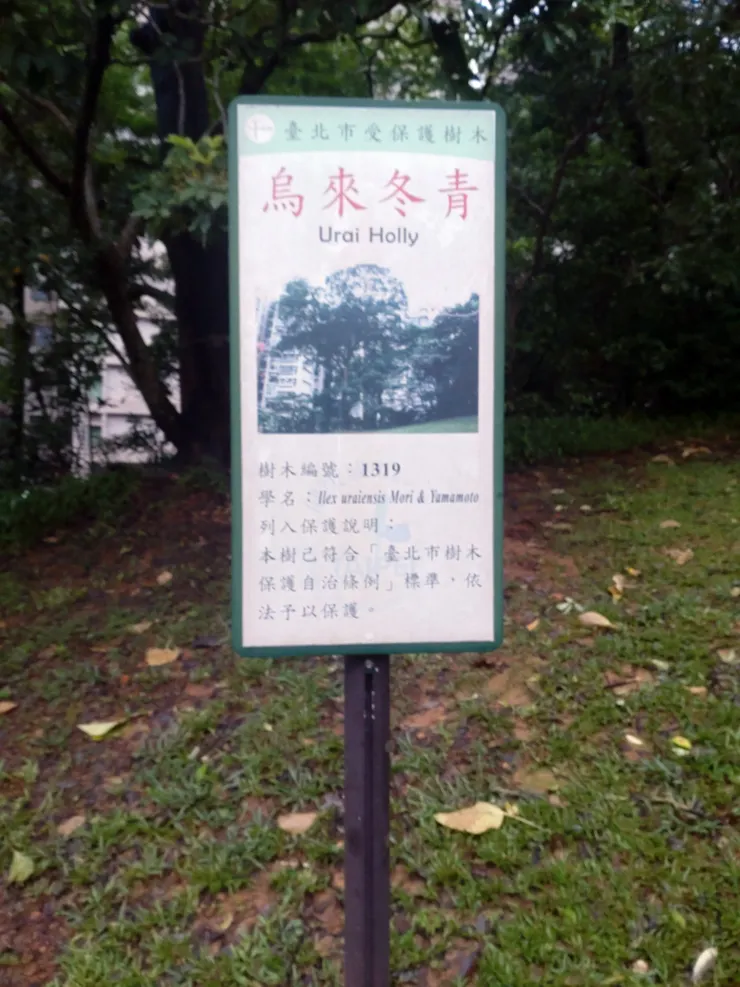 臺北市受保護樹木
烏來冬青
Urai Holly
樹木編號：1319
學名：Ilex uraiensis Mori & Yamamoto
列入保護說明：
本樹已符合「臺北市樹木
保護自治條例」標準，依
法予以保護。